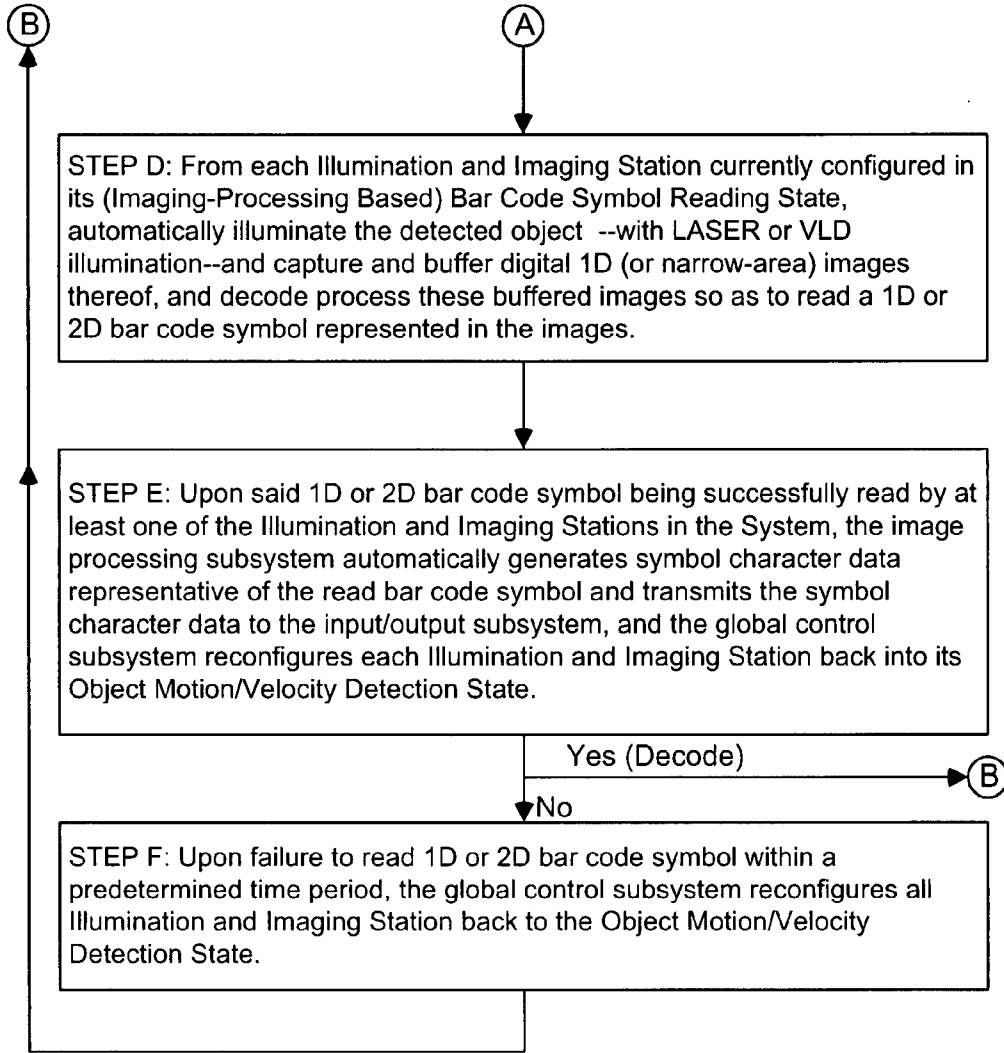 B
A
STEP D: From each Illumination and Imaging Station currently configured in
its (Imaging-Processing Based) Bar Code Symbol Reading State,
automatically illuminate the detected object --with LASER or VLD
illumination--and capture and buffer digital 1D (or narrow-area) images
thereof, and decode process these buffered images so as to read a 1D or
2D bar code symbol represented in the images.
STEP E: Upon said 1D or 2D bar code symbol being successfully read by at
least one of the Illumination and Imaging Stations in the System, the image
processing subsystem automatically generates symbol character data
representative of the read bar code symbol and transmits the symbol
character data to the input/output subsystem, and the global control
subsystem reconfigures each Illumination and Imaging Station back into its
Object Motion/Velocity Detection State.
Yes (Decode)
B
No
STEP F: Upon failure to read 1D or 2D bar code symbol within a
predetermined time period, the global control subsystem reconfigures all
Illumination and Imaging Station back to the Object Motion/Velocity
Detection State.